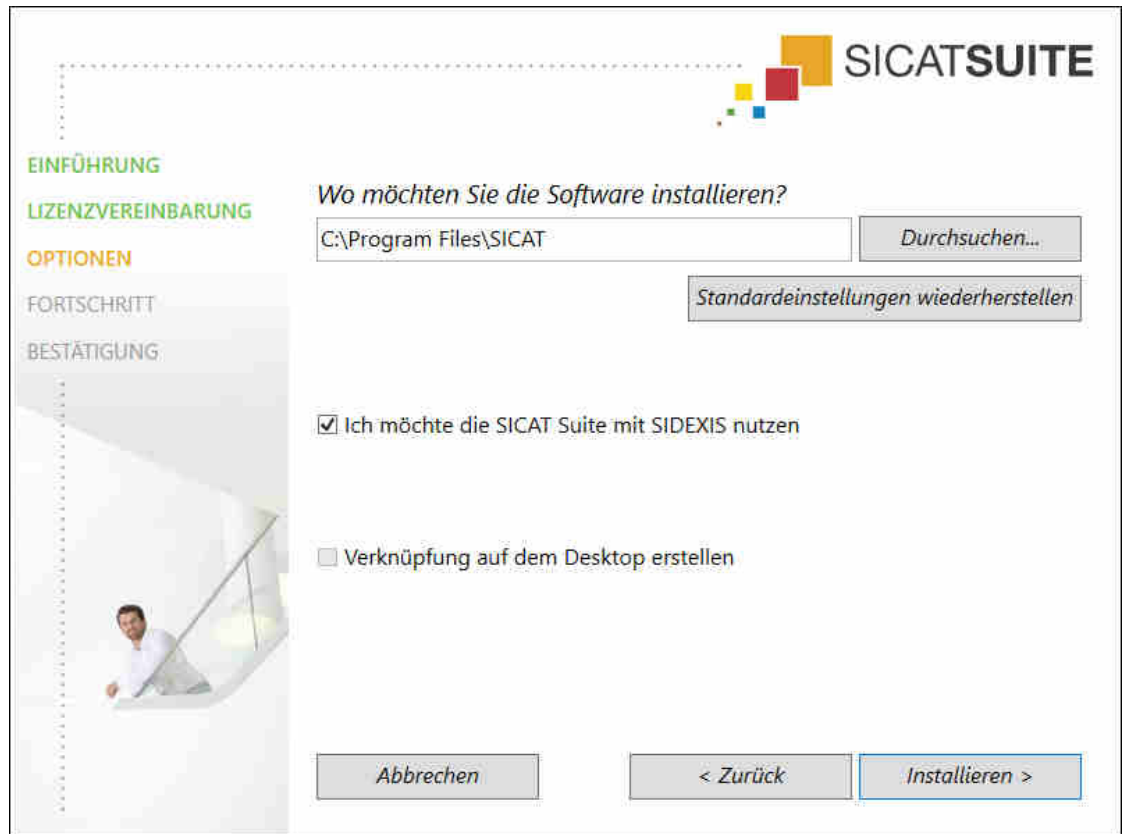 SICATSUITE
EINFÜHRUNG
LIZENZVEREINBARUNG
OPTIONEN
FORTSCHRITT
BESTÄTIGUNG
Wo möchten Sie die Software installieren?
C:\Program Files\SICAT
Durchsuchen...
Standardeinstellungen wiederherstellen
Ich möchte die SICAT Suite mit SIDEXIS nutzen
Verknüpfung auf dem Desktop erstellen
Abbrechen
< Zurück
Installieren >